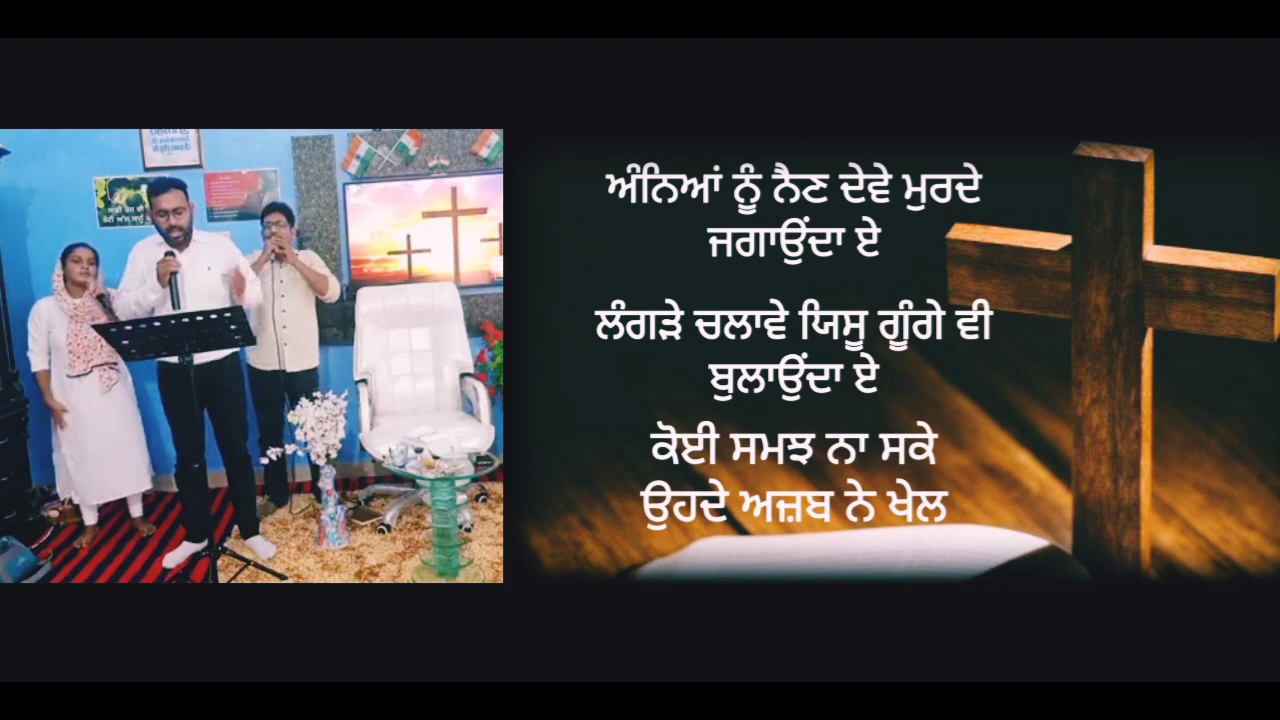 ਅੰਨਿਆਂ ਨੂੰ ਨੈਣ ਦੇਵੇ ਮੁਰਦੇ
ਜਗਾਉਂਦਾ ਏ
ਲੰਗੜੇ ਚਲਾਵੇ ਯਿਸੂ ਗੂੰਗੇ ਵੀ
ਬੁਲਾਉਂਦਾ ਏ
ਕੋਈ ਸਮਝ ਨਾ ਸਕੇ
ਉਹਦੇ ਅਜ਼ਬ ਨੇ ਖੇਲ